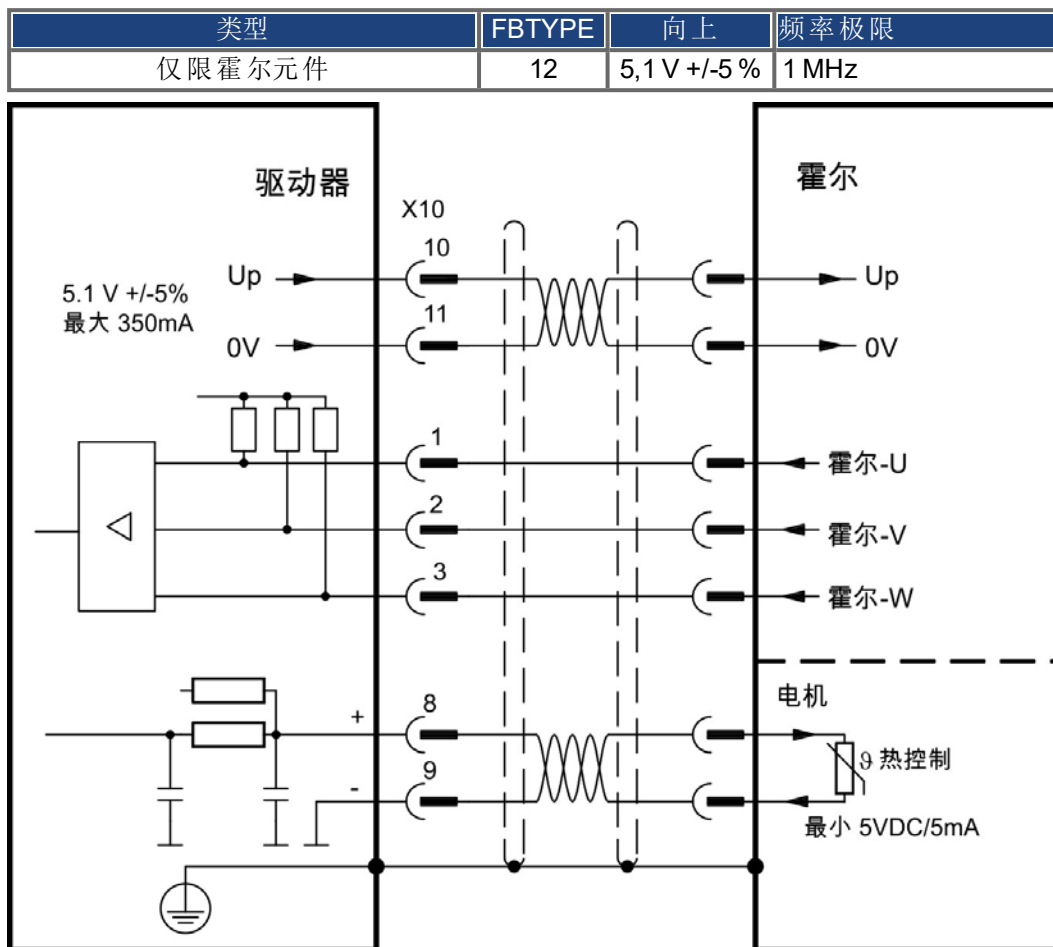 类型 FBTYPE 向上 频率极限
仅限霍尔元件 12 5,1 V +/-5 % 1 MHz
驱动器
霍尔
X10
10
Up
Up
5.1 V +/-5%
最大 350mA
11
0V
0V
1
霍尔-U
2
霍尔-V
3
霍尔-W
电机
8
+
9
-
ϑ 热控制
最小 5VDC/5mA